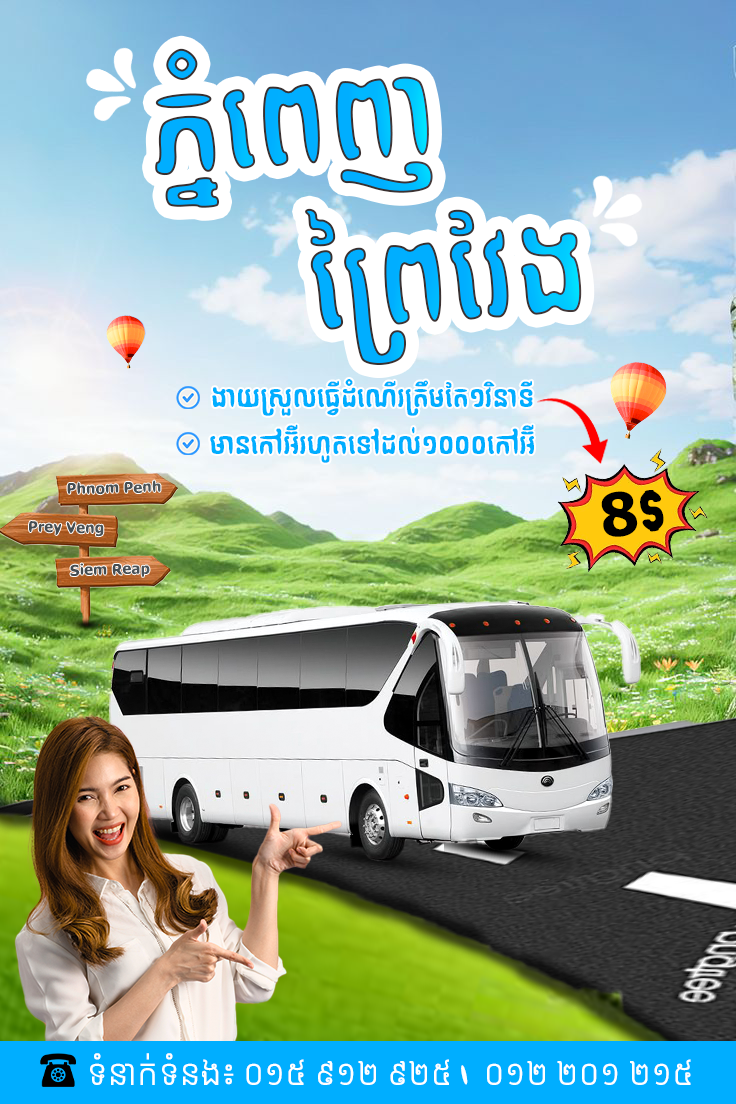 ភ្នំពេញ
ព្រៃវែង
ងាយស្រួលធ្វើដំណើរត្រឹមតែ១វិនាទី
មានកៅអីរហូតទៅដល់១០០០កៅអី
8$
Phnom Penh
Prey Veng
Siem Reap
ទំនាក់ទំនង៖ ០១៥ ៩១២ ៩២៥។ ០១២ ២០១ ២១៥